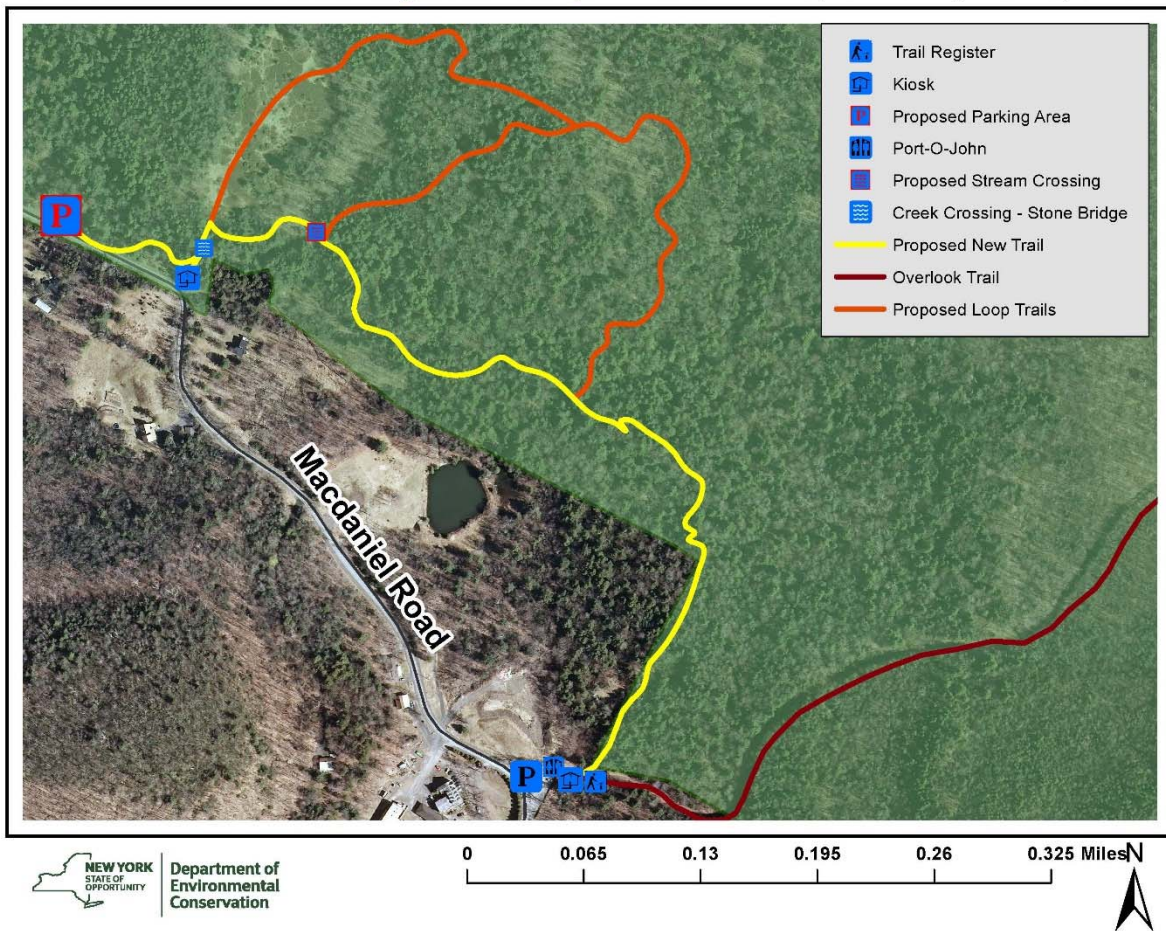 Trail Register
Kiosk
P Proposed Parking Area
Port-O-John
Proposed Stream Crossing
Creek Crossing - Stone Bridge
Proposed New Trail
Overlook Trail
Proposed Loop Trails
P
Macdaniel Road
P
NEW YORK
STATE OF
OPPORTUNITY
Department of
Environmental
Conservation
0 0.065 0.13 0.195 0.26 0.325 Miles
N